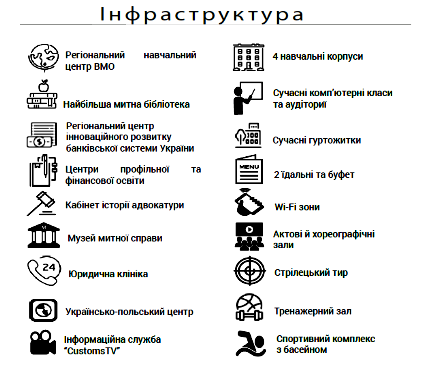 Інфраструктура
Регіональний навчальний
центр ВМО
Найбільша митна бібліотека
Регіональний центр
інноваційного розвитку
банківської системи України
Центри профільної та
фінансової освіти
Кабінет історії адвокатури
Музей митної справи
24
Юридична клініка
Українсько-польський центр
Інформаційна служба
“CustomsTV”
4 навчальні корпуси
Сучасні комп’ютерні класи
та аудиторії
Сучасні гуртожитки
MENU
2 їдальні та буфет
Wi-Fi зони
Актові й хореографічні
зали
Стрілецький тир
Тренажерний зал
Спортивний комплекс
з басейном